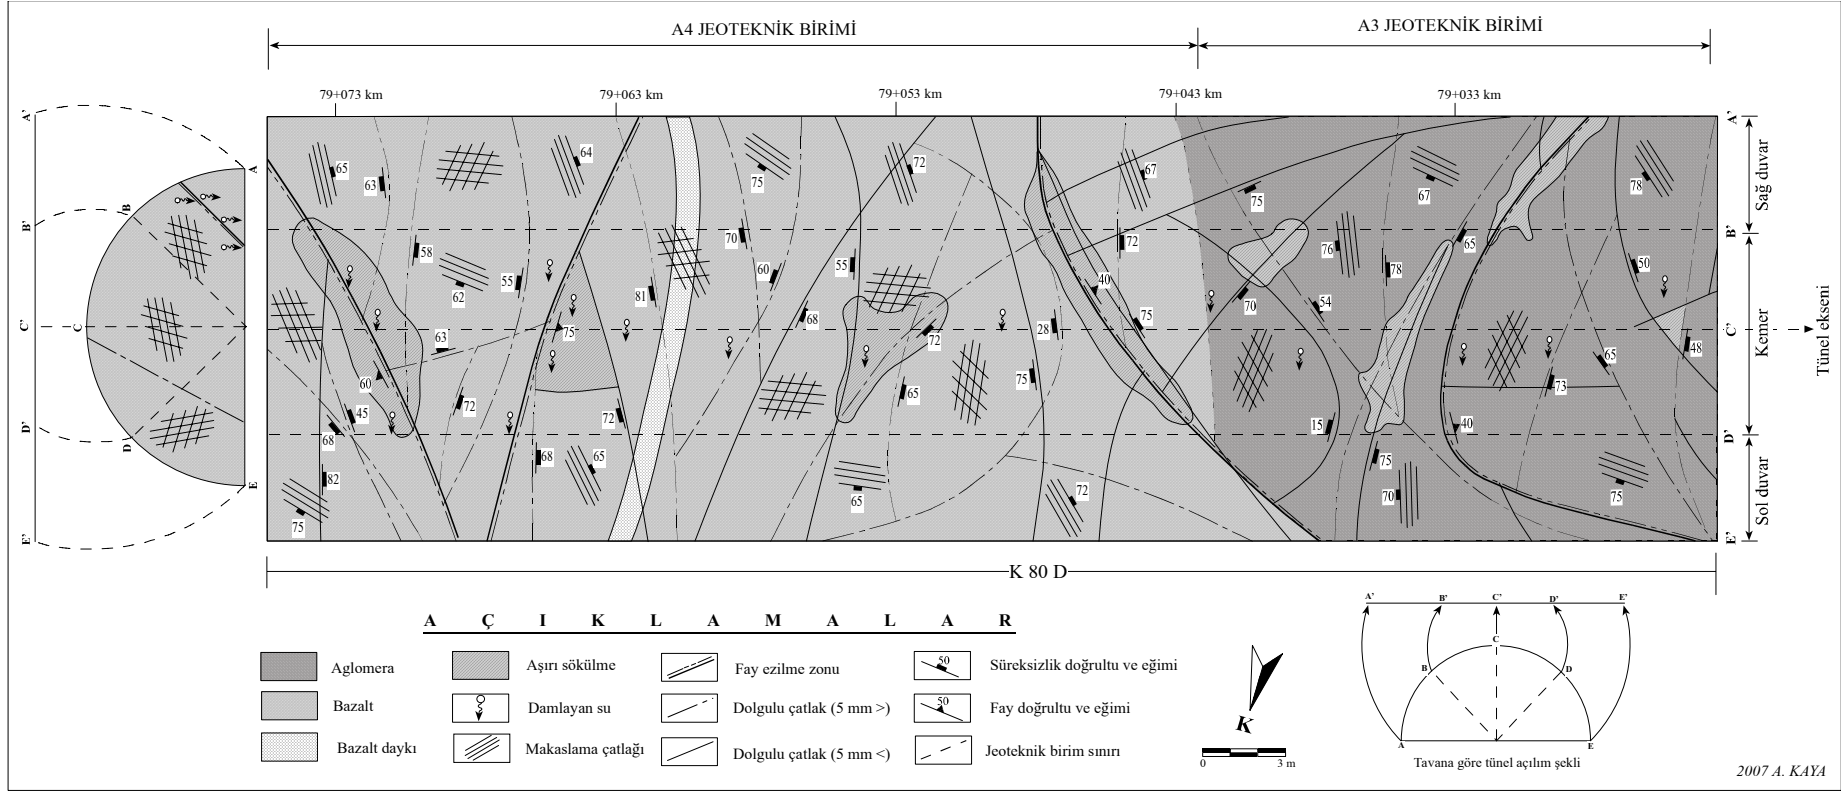 A4 JEOTEKNİK BİRİMİ
A3 JEOTEKNİK BİRİMİ
79+073 km
79+063 km
79+053 km
79+043 km
79+033 km
A'
B'
C'
D'
E'
A
B
C
D
E
65
63
64
75
72
67
75
67
78
58
62
55
81
70
60
55
72
76
78
65
50
40
70
54
63
75
68
72
28
75
65
48
60
45
72
72
65
75
15
73
40
68
82
75
68
65
65
72
75
70
75
A'
B'
C'
D'
E'
Sağ duvar
Kemer
Sol duvar
Tünel ekseni
K 80 D
A Ç I K L A M A L A R
Aglomera
Bazalt
Bazalt daykı
Aşırı sökülme
Damlayan su
Makaslama çatlağı
Fay ezilme zonu
Dolgulu çatlak (5 mm >)
Dolgulu çatlak (5 mm <)
50
Süreksizlik doğrultu ve eğimi
50
Fay doğrultu ve eğimi
Jeoteknik birim sınırı
K
0
3 m
A'
B'
C'
D'
E'
C
B
D
A
E
Tavana göre tünel açılım şekli
2007 A. KAYA